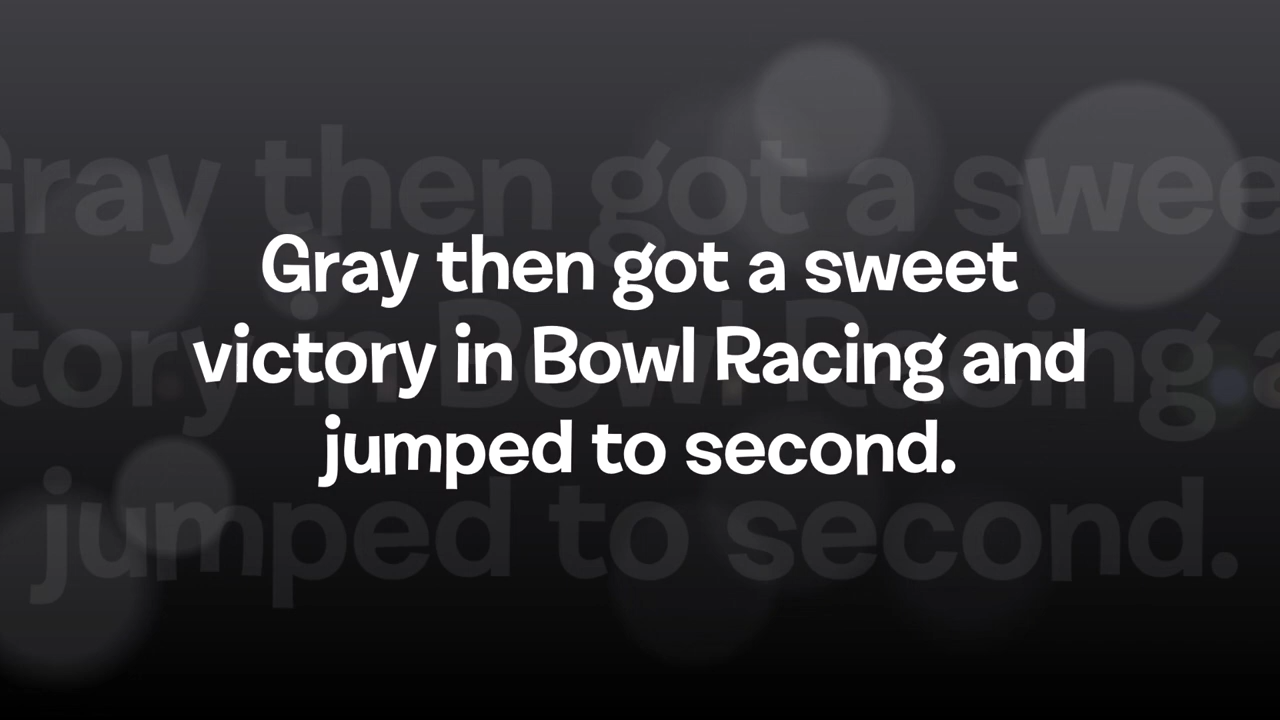 Gray then got a sweet
victory in Bowl Racing and
jumped to second.